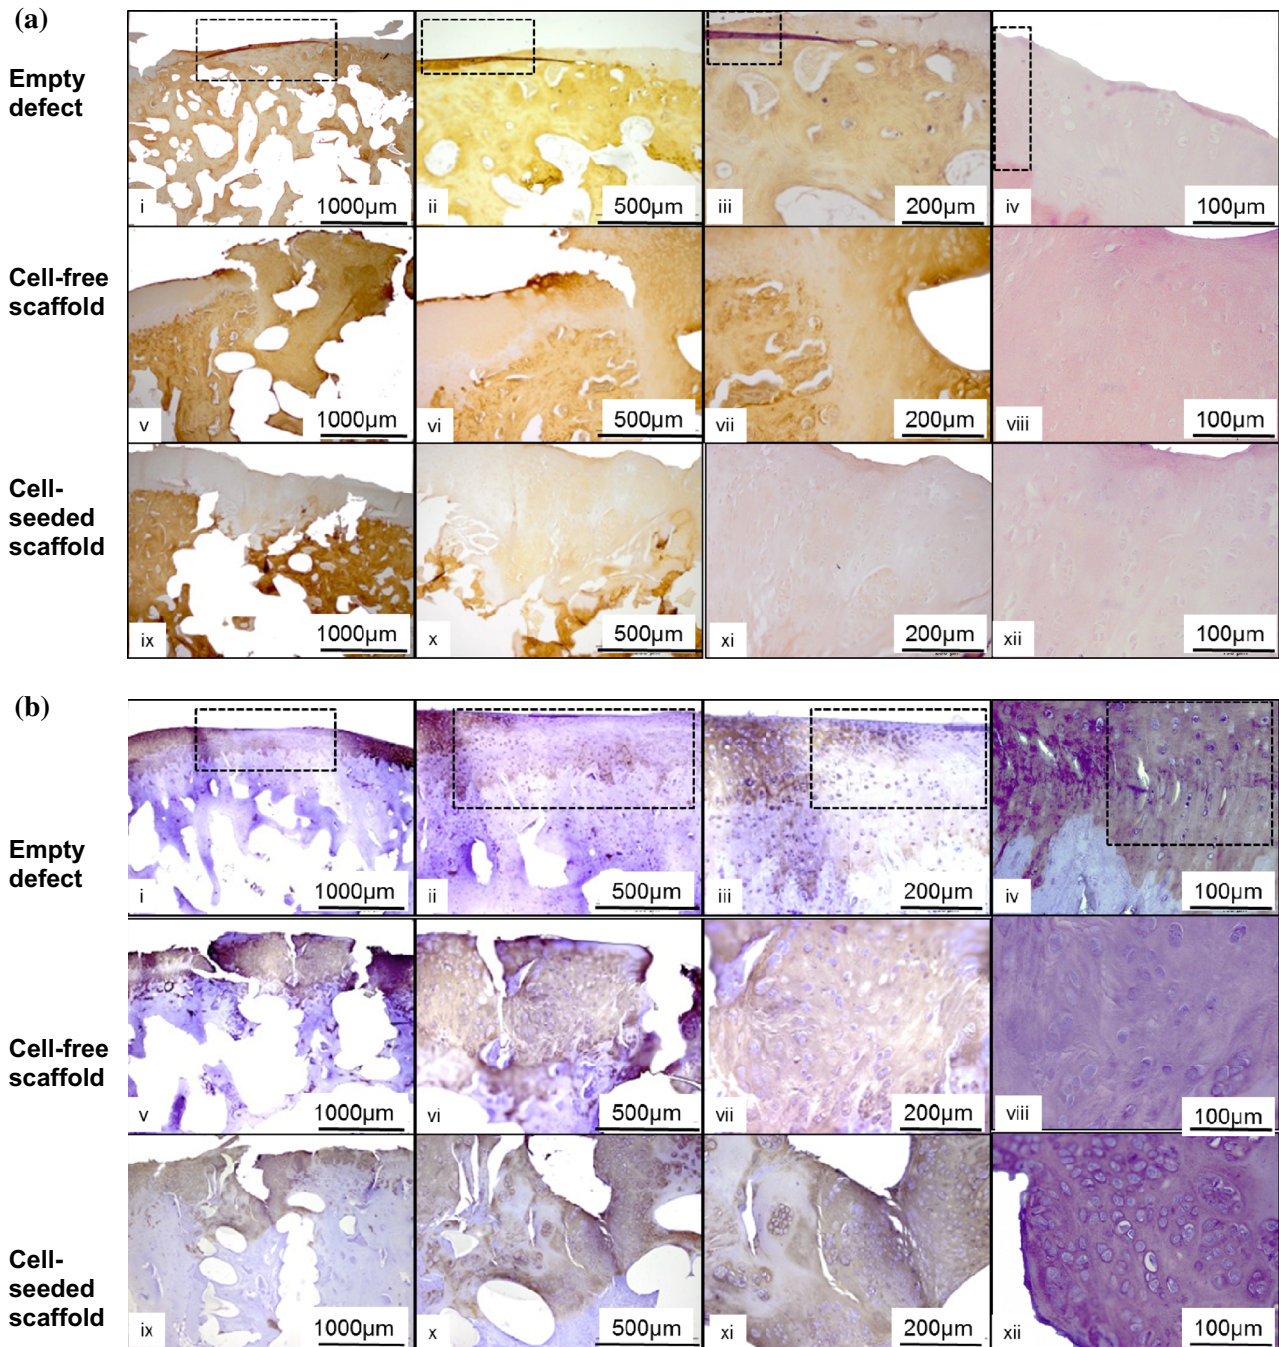 (a)
Empty
defect
i
1000µm
ii
500µm
iii
200µm
iv
100µm
Cell-free
scaffold
v
1000µm
vi
500µm
vii
200µm
viii
100µm
Cell-
seeded
scaffold
ix
1000µm
x
500µm
xi
200µm
xii
100µm
(b)
Empty
defect
i
1000µm
ii
500µm
iii
200µm
iv
100µm
Cell-free
scaffold
v
1000µm
vi
500µm
vii
200µm
viii
100µm
Cell-
seeded
scaffold
ix
1000µm
x
500µm
xi
200µm
xii
100µm